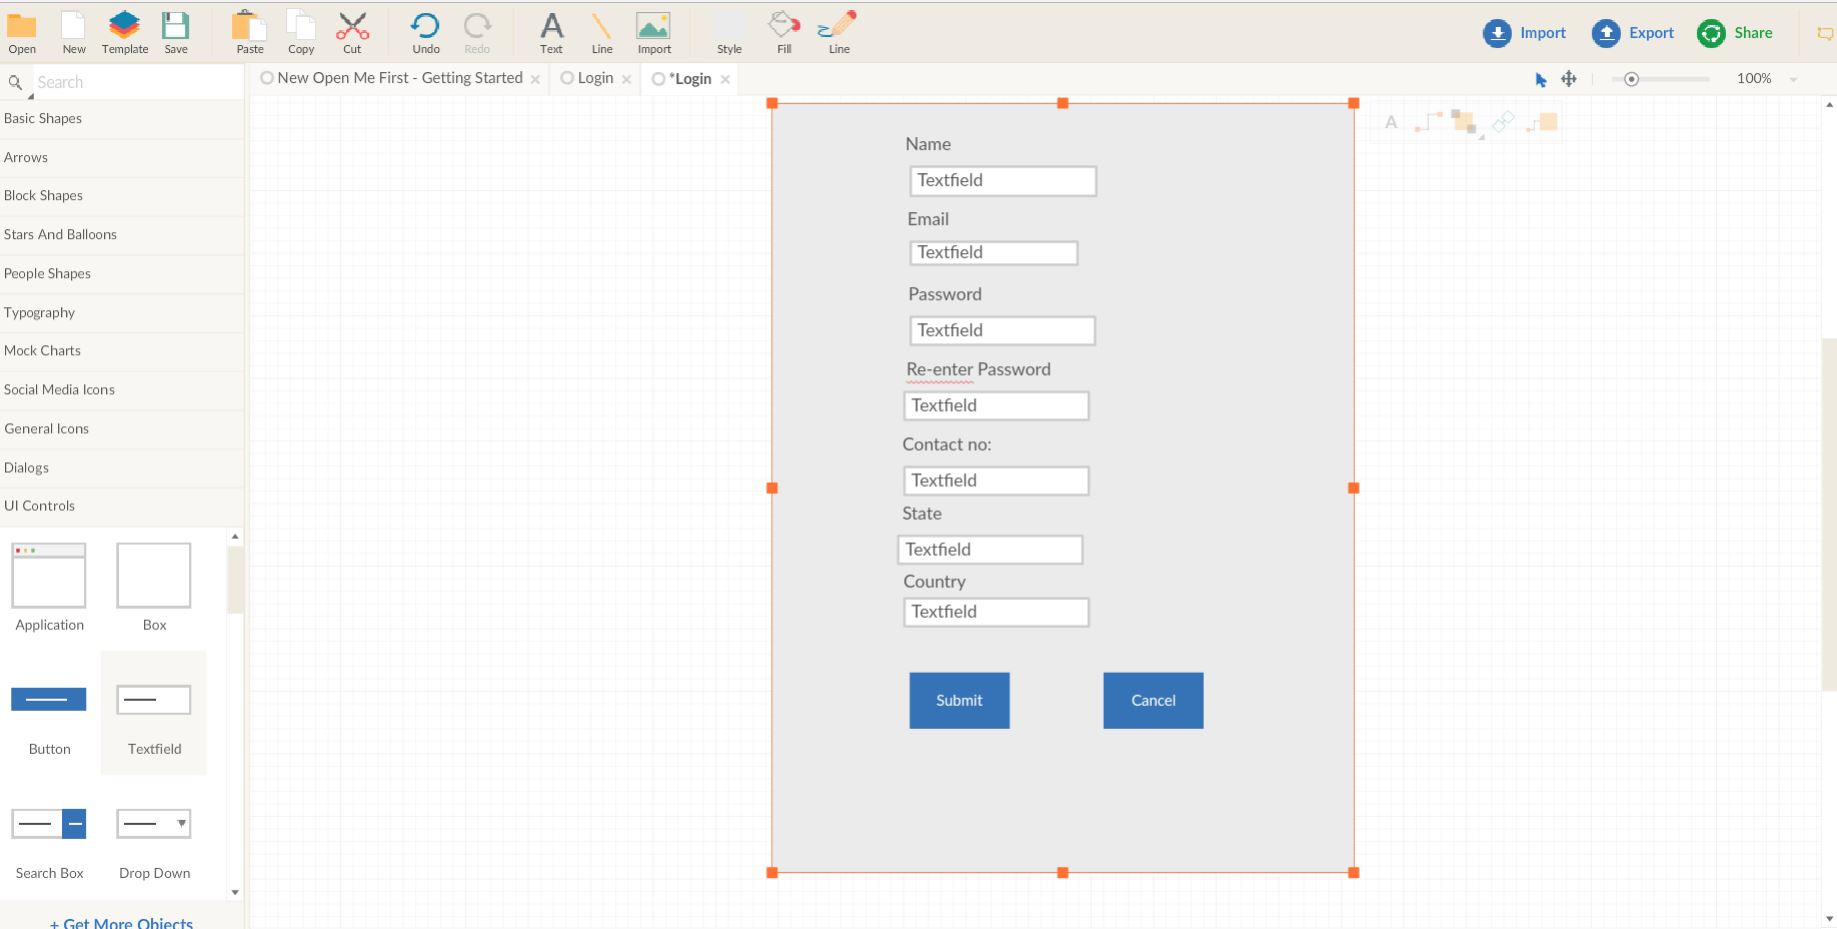 Open New Template Save Paste Copy Cut Undo Redo Text Line Import Style Fill Line Import Export Share
Search
New Open Me First - Getting Started Login *Login 100%
Basic Shapes
Arrows
Block Shapes
Stars And Balloons
People Shapes
Typography
Mock Charts
Social Media Icons
General Icons
Dialogs
UI Controls
Application Box
Button Textfield
Search Box Drop Down
+ Get More Objects
A
Name
Textfield
Email
Textfield
Password
Textfield
Re-enter Password
Textfield
Contact no:
Textfield
State
Textfield
Country
Textfield
Submit Cancel